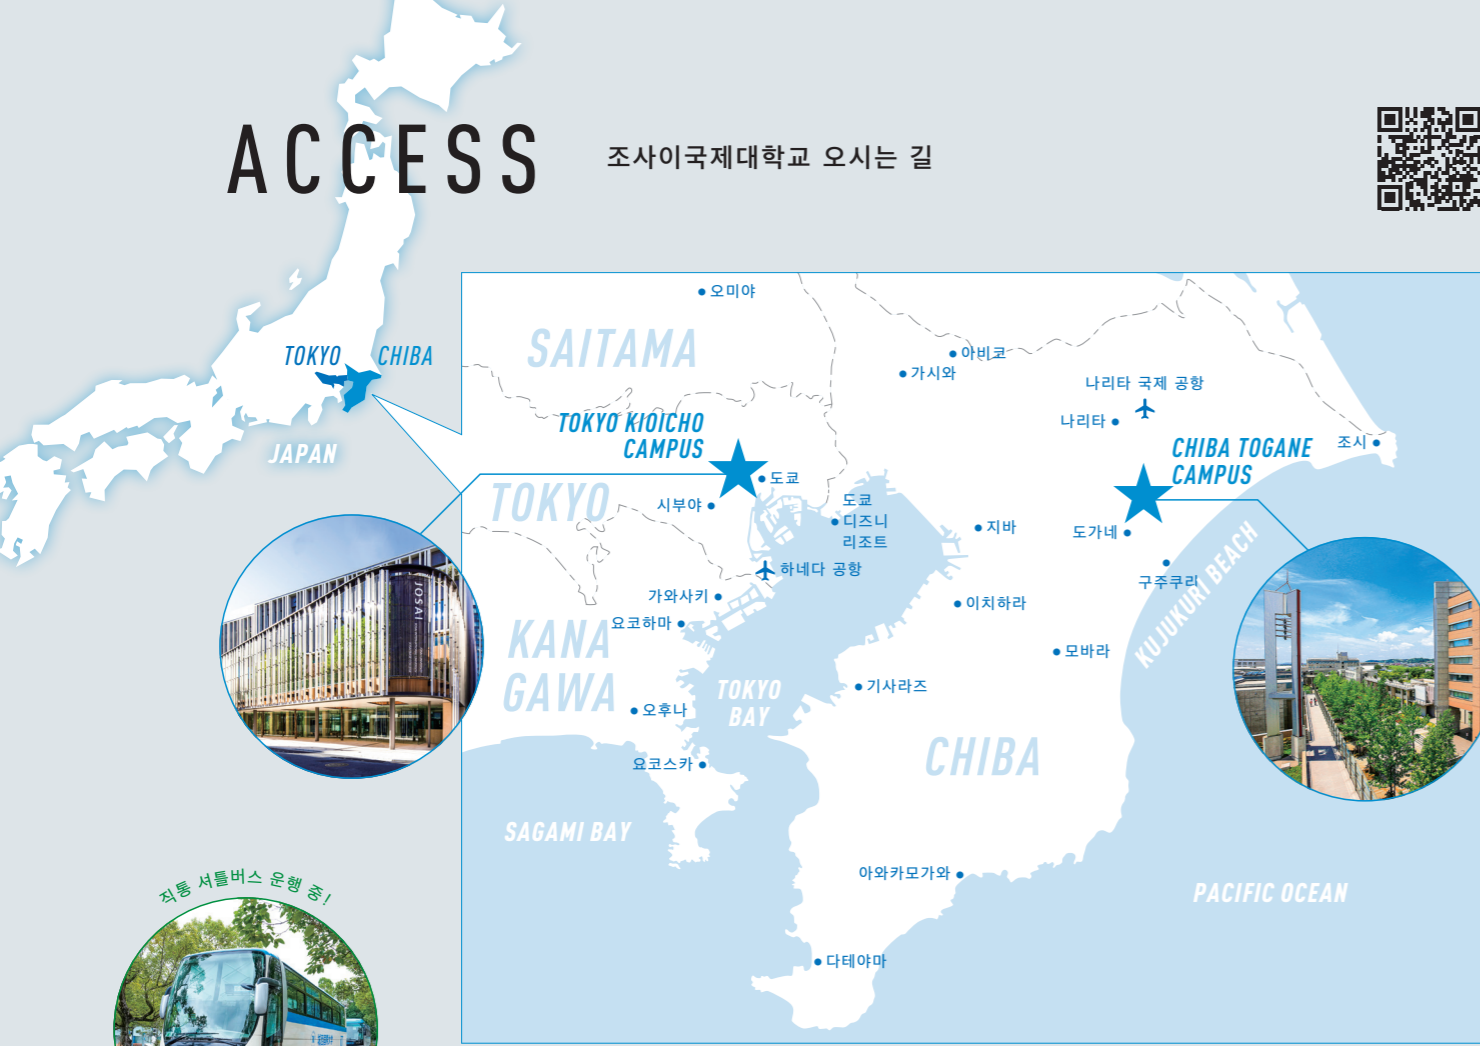 ACCESS
조사이국제대학교 오시는 길
TOKYO
CHIBA
JAPAN
오미야
SAITAMA
아비코
가시와
나리타 국제 공항
나리타
조시
TOKYO KIOICHO
CAMPUS
CHIBA TOGANE
CAMPUS
도쿄
TOKYO
시부야
도쿄
디즈니
리조트
지바
도가네
하네다 공항
구주쿠리
KUJUKURI BEACH
가와사키
이치하라
요코하마
KANA
GAWA
모바라
기사라즈
TOKYO
BAY
오후나
CHIBA
요코스카
SAGAMI BAY
아와카모가와
PACIFIC OCEAN
다테야마
JOSAI
직통 셔틀버스 운행 중!